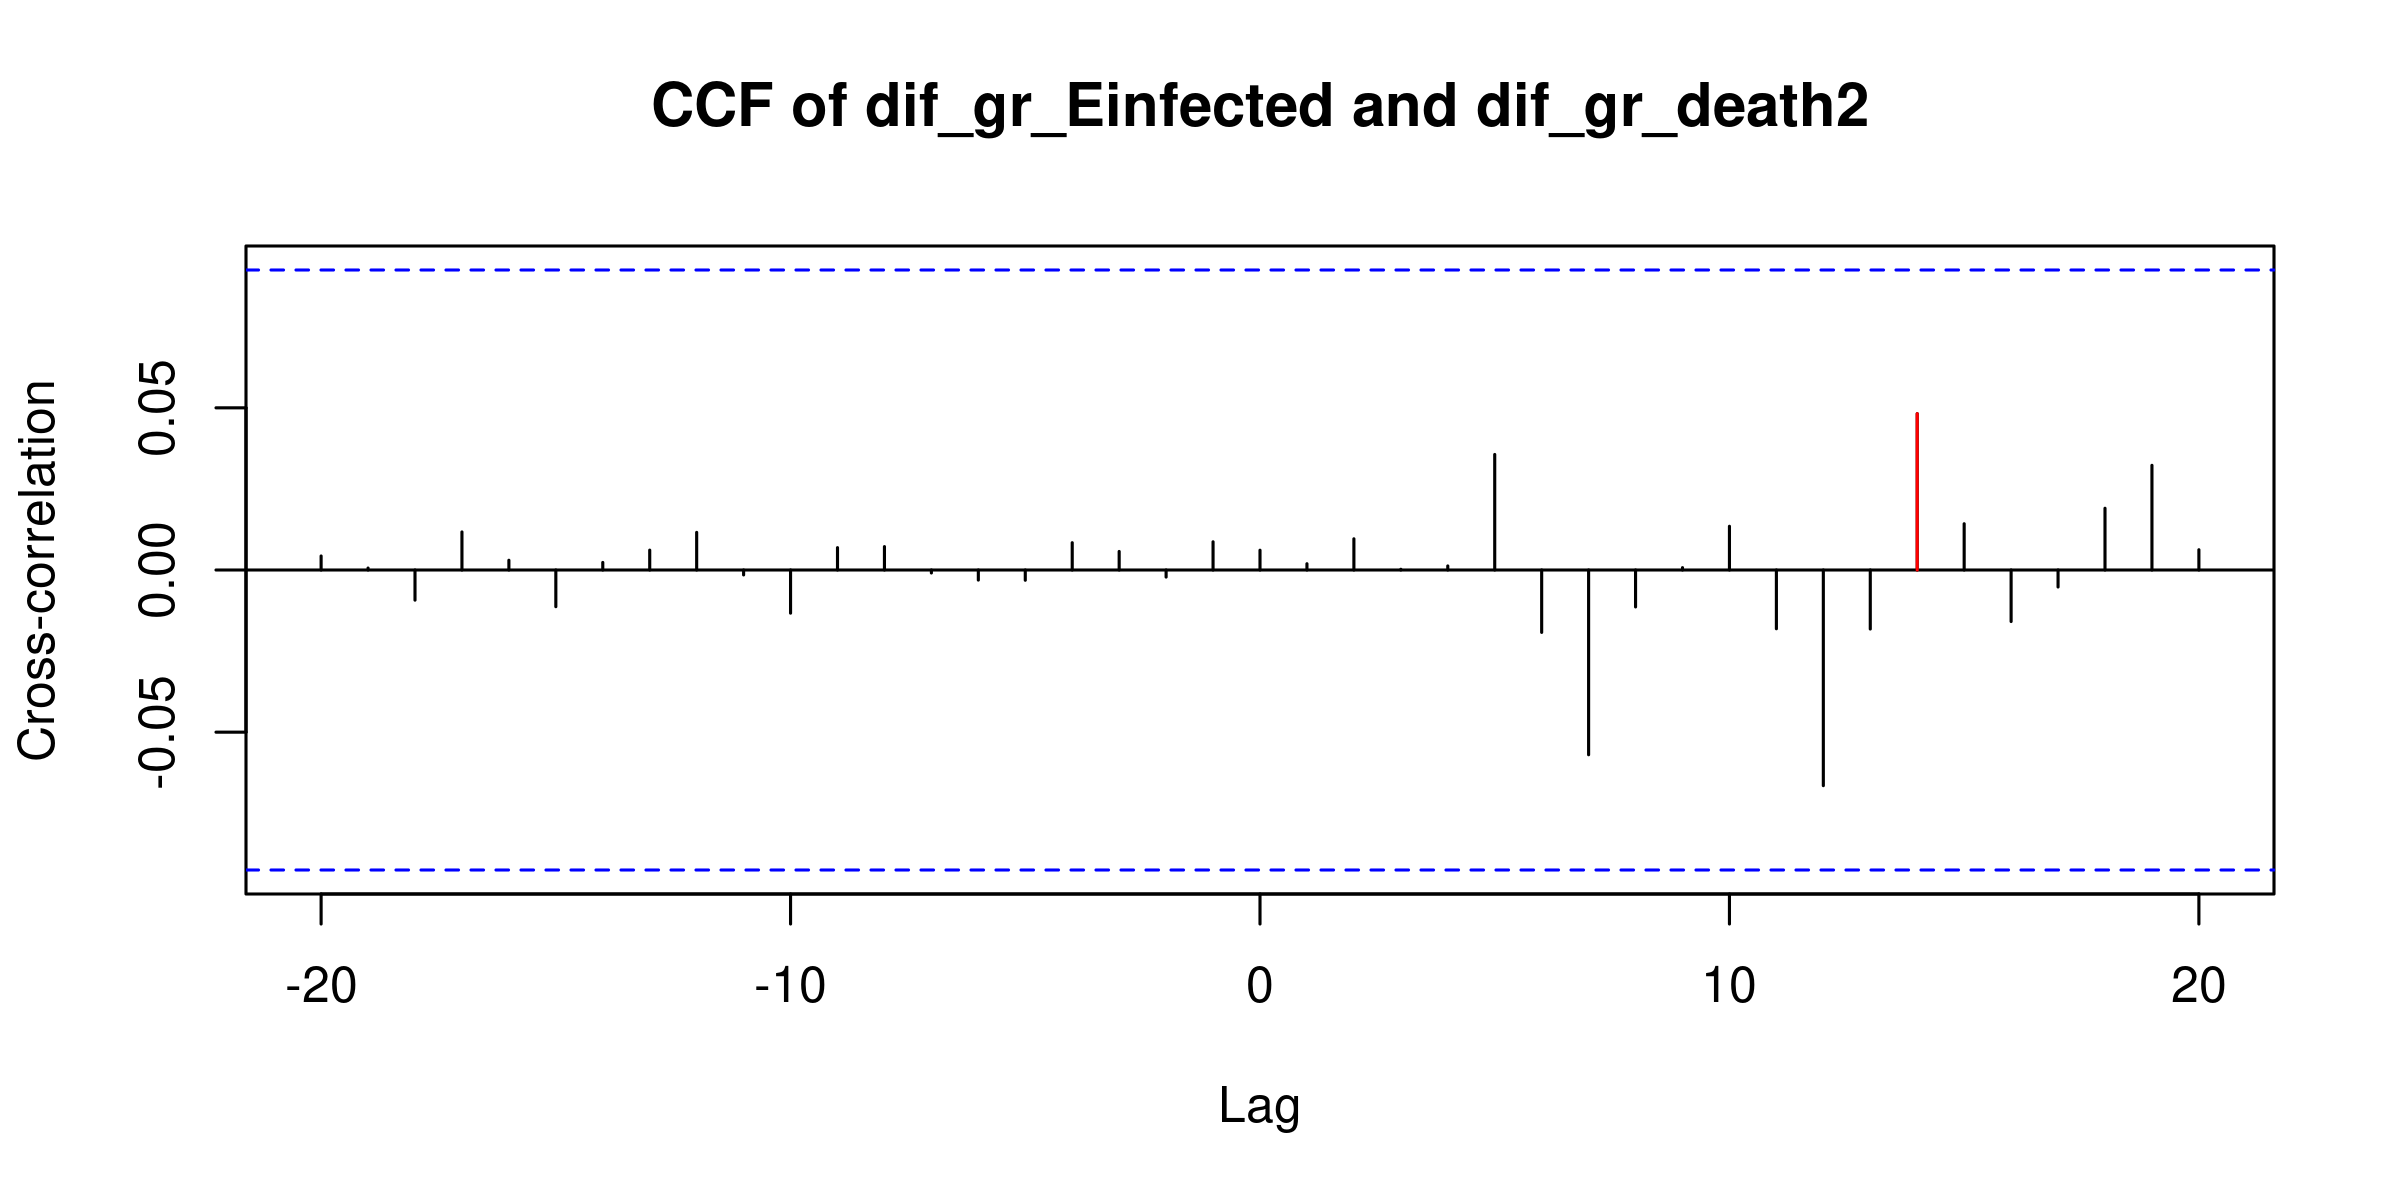 CCF of dif_gr_Einfected and dif_gr_death2
Cross-correlation
0.05
0.00
-0.05
-20 -10 0 10 20
Lag